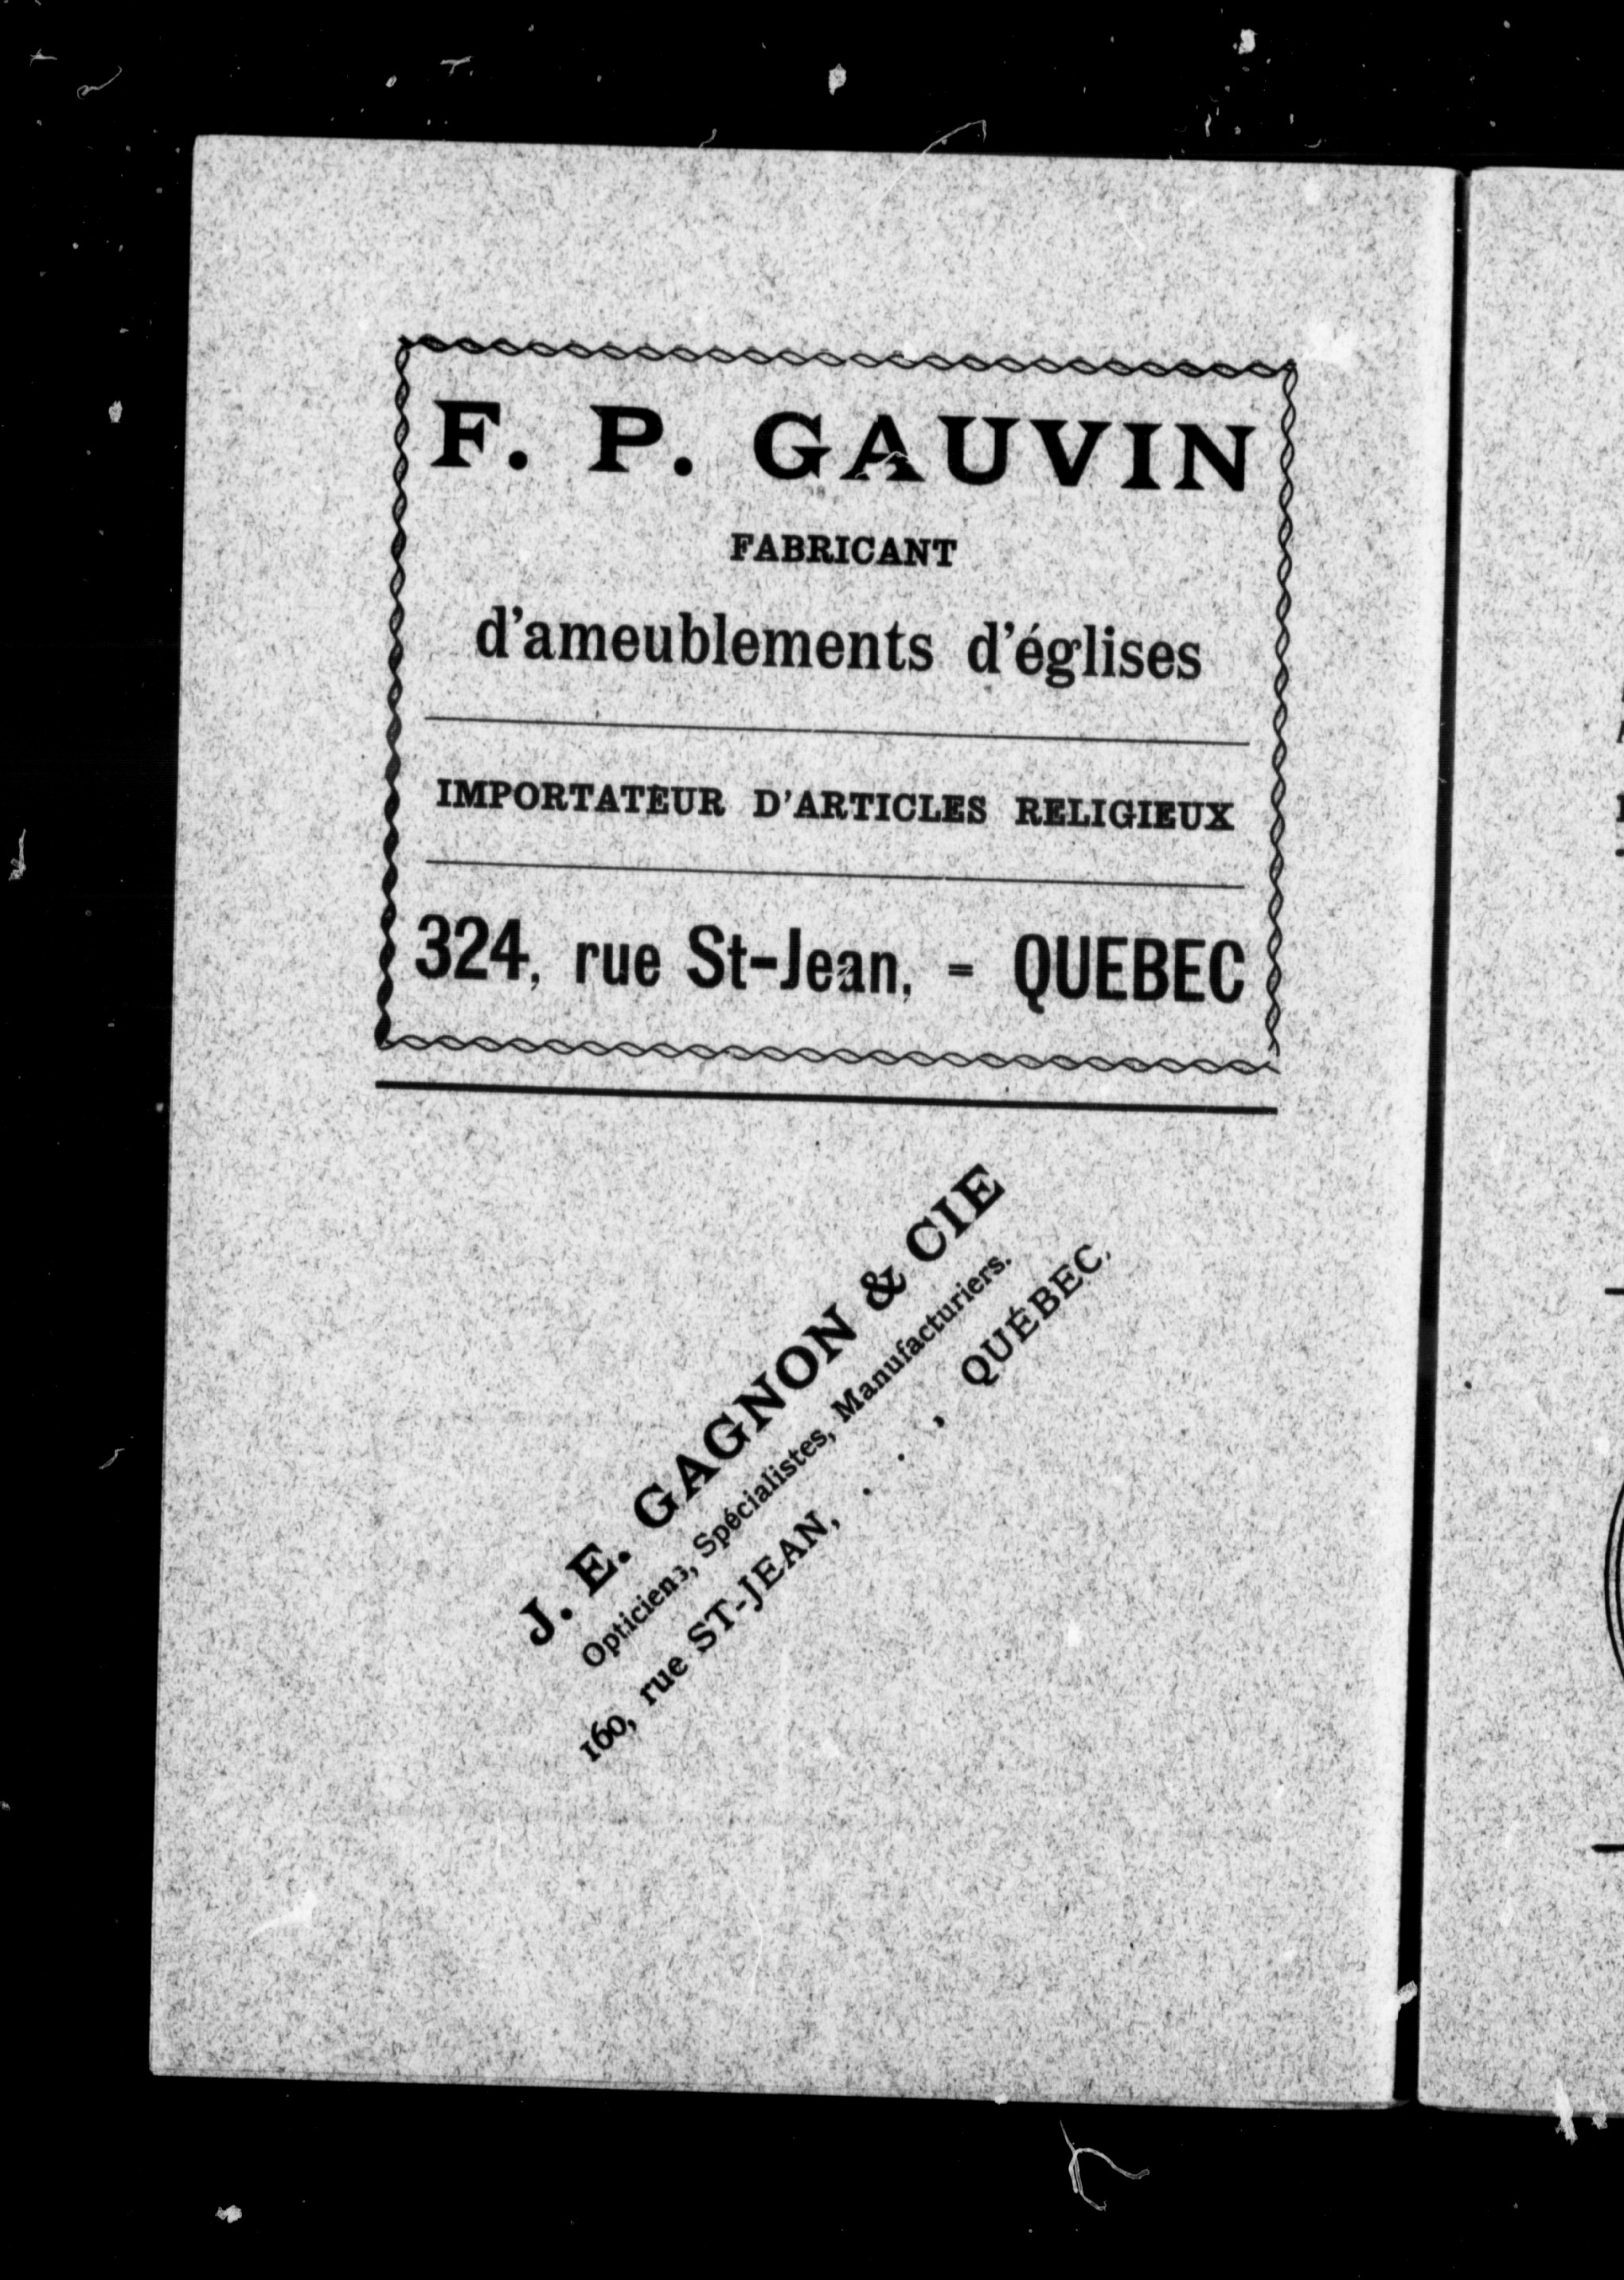 F. P. GAUVIN
FABRICANT
d'ameublements d'églises
IMPORTATEUR D'ARTICLES RELIGIEUX
324, rue St-Jean, - QUEBEC
J. E. GAGNON & CIE
Opticiens, Spécialistes, Manufacturiers.
160, rue ST-JEAN, . . , QUÉBEC.